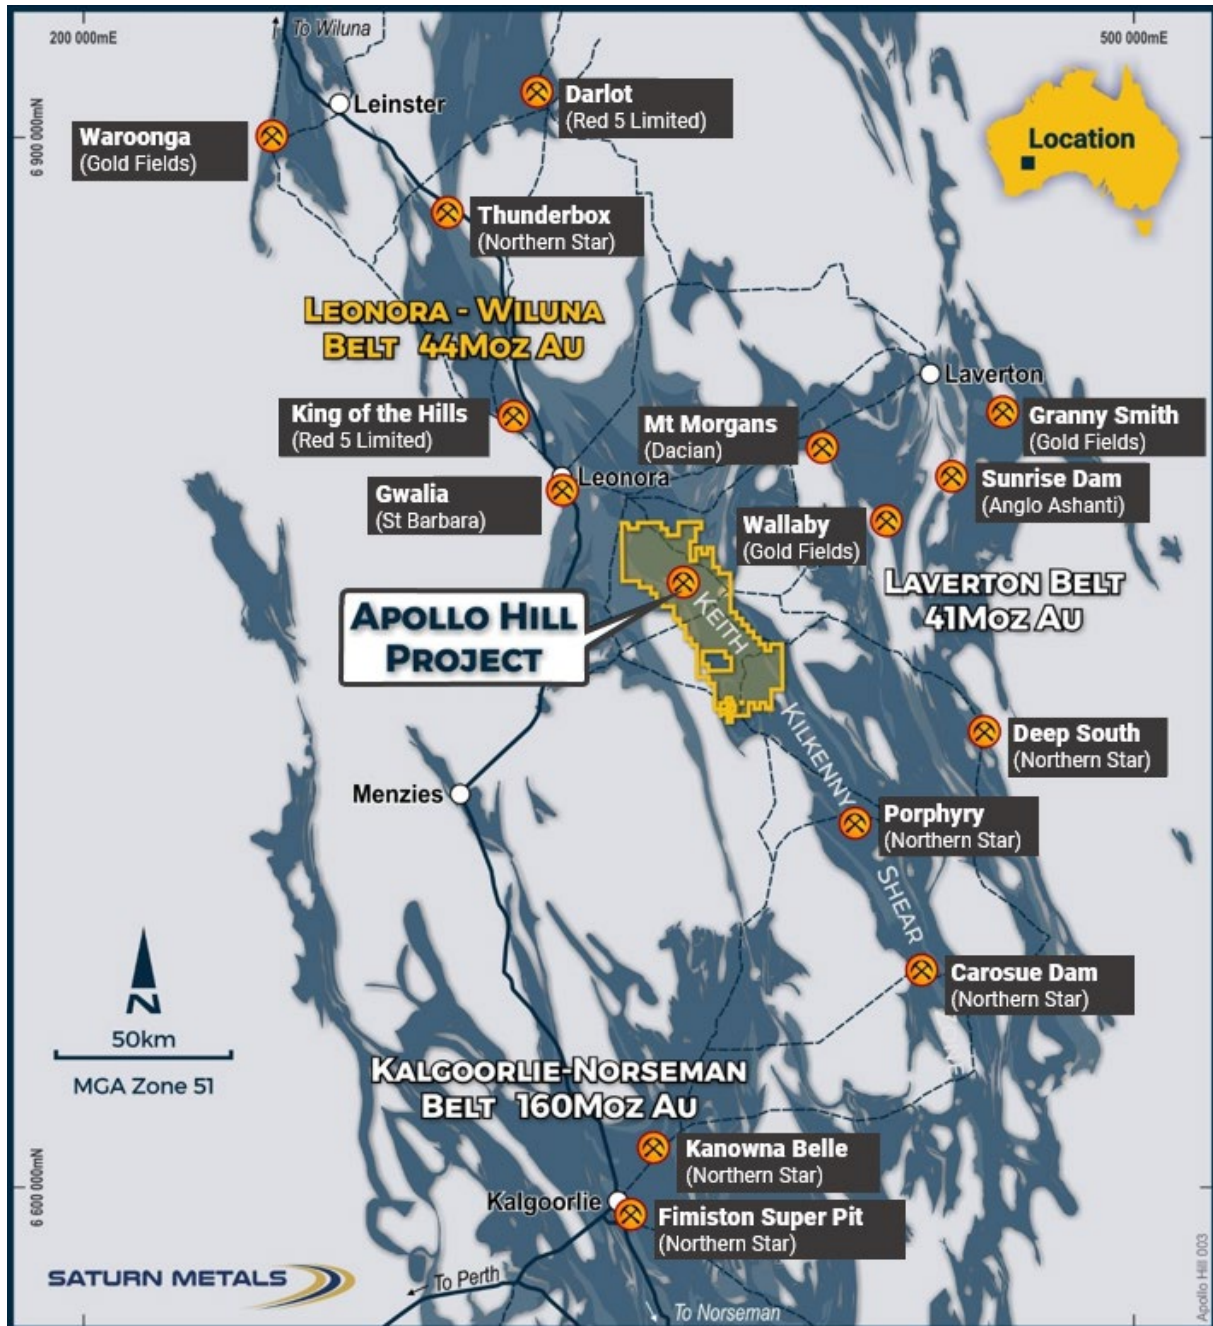 200 000mE
To Wiluna
500 000mE
6 900 000mN
Leinster
Darlot
(Red 5 Limited)
Waroonga
(Gold Fields)
Location
Thunderbox
(Northern Star)
LEONORA - WILUNA
BELT 44MOZ AU
Laverton
King of the Hills
(Red 5 Limited)
Mt Morgans
(Dacian)
Granny Smith
(Gold Fields)
Leonora
Gwalia
(St Barbara)
Sunrise Dam
(Anglo Ashanti)
Wallaby
(Gold Fields)
LAVERTON BELT
41MOZ AU
APOLLO HILL
PROJECT
KEITH
KILKENNY
SHEAR
ZONE
Deep South
(Northern Star)
Menzies
Porphyry
(Northern Star)
Carosue Dam
(Northern Star)
N
50km
MGA Zone 51
KALGOORLIE-NORSEMAN
BELT 160MOZ AU
Kanowna Belle
(Northern Star)
6 600 000mN
Kalgoorlie
Fimiston Super Pit
(Northern Star)
SATURN METALS
To Perth
To Norseman
Apollo Hill 003